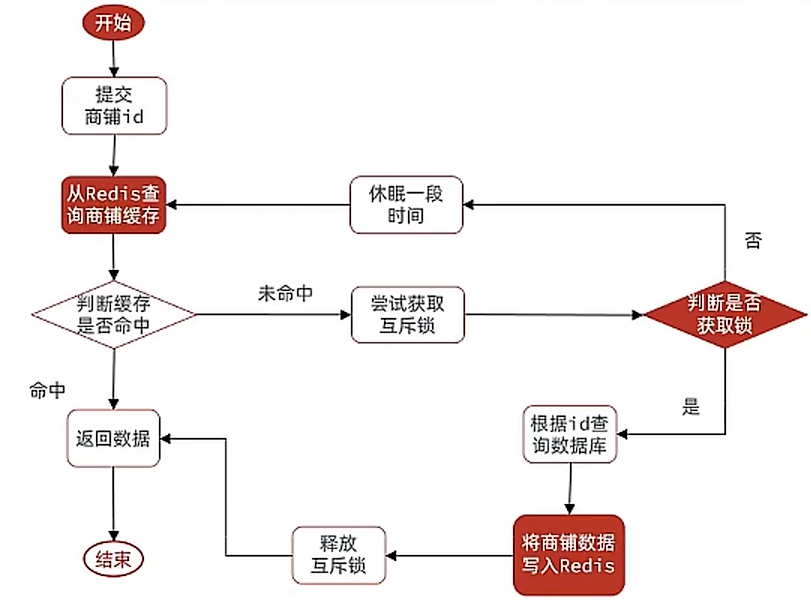 开始
提交
商铺id
从Redis查
询商铺缓存
休眠一段
时间
否
判断缓存
是否命中
未命中
尝试获取
互斥锁
判断是否
获取锁
命中
是
返回数据
根据id查
询数据库
结束
释放
互斥锁
将商铺数据
写入Redis